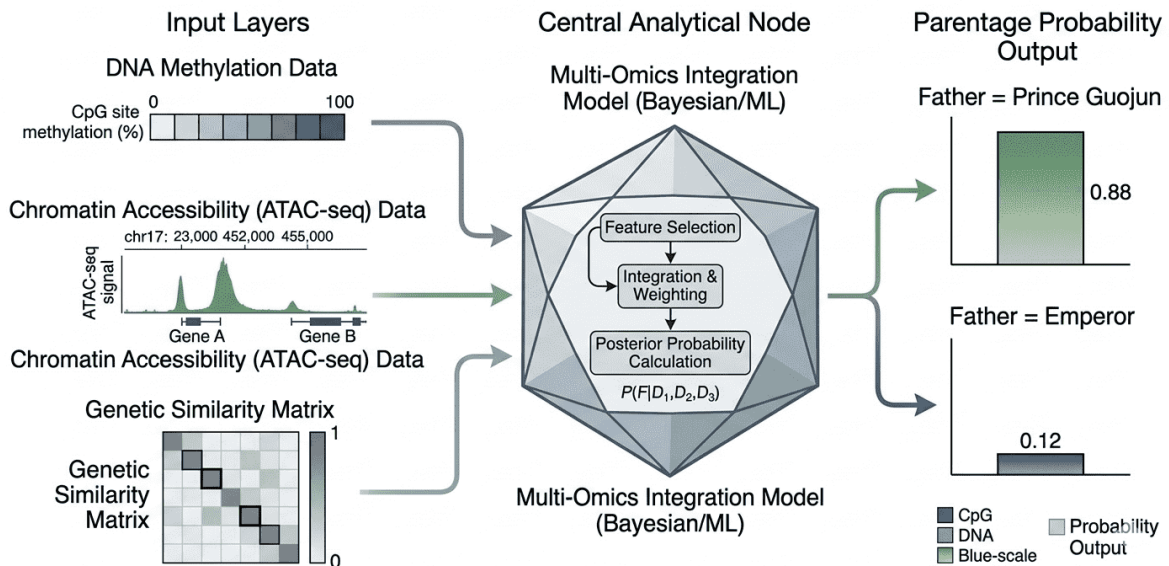 Input Layers
DNA Methylation Data
0 100
CpG site
methylation (%)
Chromatin Accessibility (ATAC-seq) Data
chr17: 23,000 452,000 455,000
ATAC-seq
signal
Gene A Gene B
Chromatin Accessibility (ATAC-seq) Data
Genetic Similarity Matrix
Genetic
Similarity
Matrix
1
0
Central Analytical Node
Multi-Omics Integration
Model (Bayesian/ML)
Feature Selection
Integration &
Weighting
Posterior Probability
Calculation
P(F|D₁,D₂,D₃)
Multi-Omics Integration Model
(Bayesian/ML)
Parentage Probability
Output
Father = Prince Guojun
0.88
Father = Emperor
0.12
CpG
DNA
Blue-scale
Probability
Output